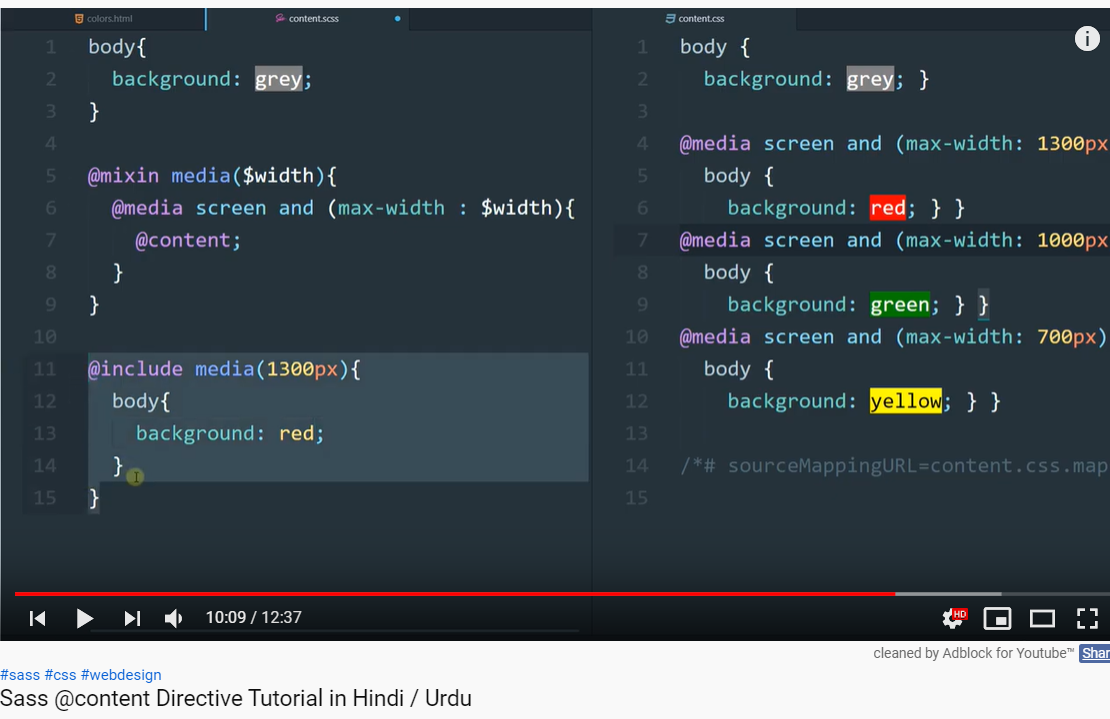 colors.html
content.scss
content.css
1 body{
2 background: grey;
3 }
4
5 @mixin media($width){
6 @media screen and (max-width : $width){
7 @content;
8 }
9 }
10
11 @include media(1300px){
12 body{
13 background: red;
14 }
15 }
1 body {
2 background: grey; }
3
4 @media screen and (max-width: 1300px
5 body {
6 background: red; } }
7 @media screen and (max-width: 1000px
8 body {
9 background: green; } }
10 @media screen and (max-width: 700px)
11 body {
12 background: yellow; } }
13
14 /*# sourceMappingURL=content.css.map
15
10:09 / 12:37
HD
cleaned by Adblock for Youtube™ Shar
#sass #css #webdesign
Sass @content Directive Tutorial in Hindi / Urdu